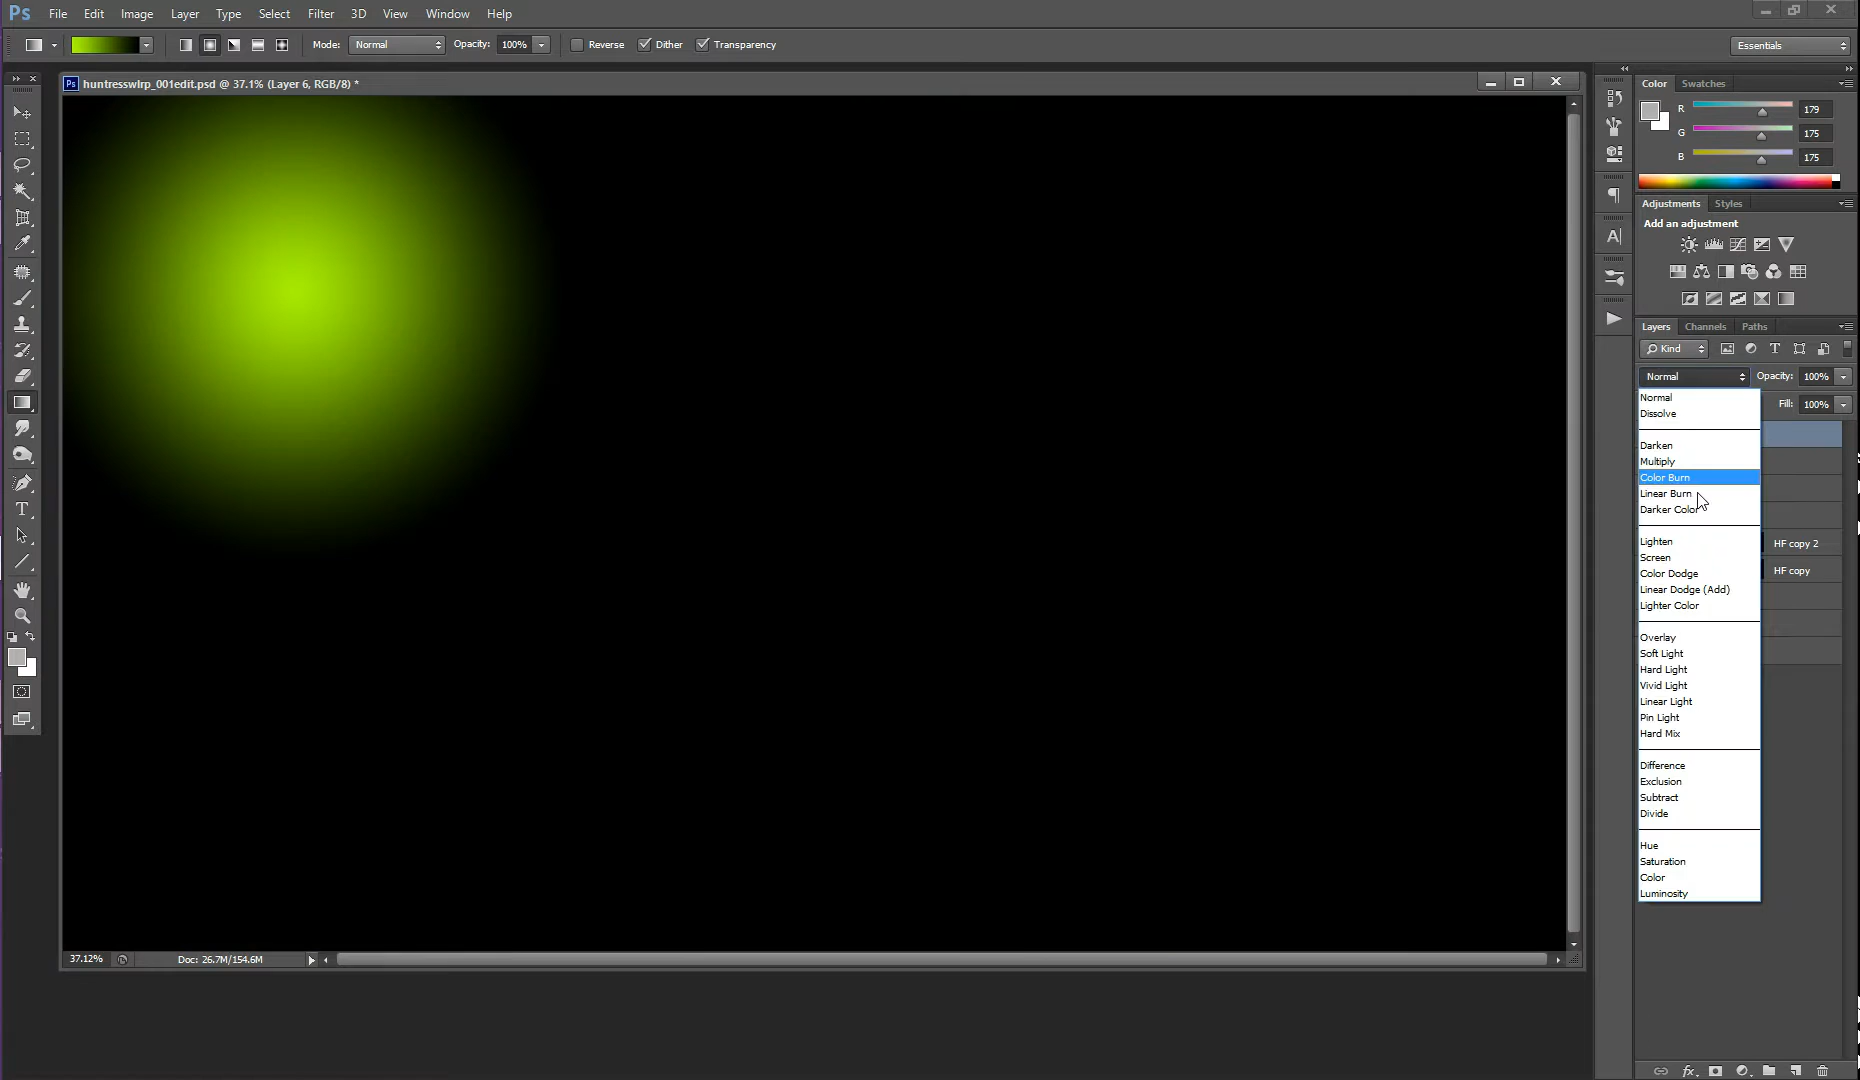 Ps File Edit Image Layer Type Select Filter 3D View Window Help
Mode: Normal Opacity: 100% Reverse Dither Transparency Essentials
Ps huntresswlrp_001edit.psd @ 37.1% (Layer 6, RGB/8) *
Color Swatches
R 179
G 175
B 175
Adjustments Styles
Add an adjustment
Layers Channels Paths
Kind
Normal Opacity: 100%
Fill: 100%
Normal
Dissolve
Darken
Multiply
Color Burn
Linear Burn
Darker Color
Lighten
Screen
Color Dodge
Linear Dodge (Add)
Lighter Color
Overlay
Soft Light
Hard Light
Vivid Light
Linear Light
Pin Light
Hard Mix
Difference
Exclusion
Subtract
Divide
Hue
Saturation
Color
Luminosity
HF copy 2
HF copy
37.12% Doc: 26.7M/154.6M